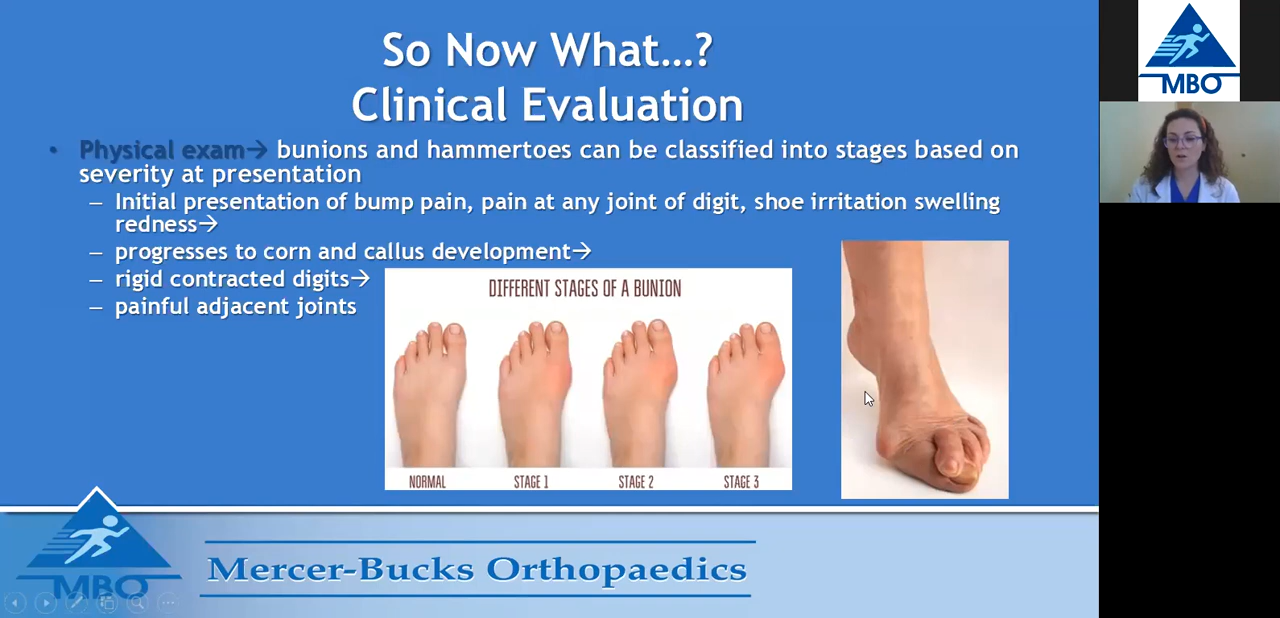 So Now What...?
Clinical Evaluation
• Physical exam→ bunions and hammertoes can be classified into stages based on
severity at presentation
– Initial presentation of bump pain, pain at any joint of digit, shoe irritation swelling
redness→
– progresses to corn and callus development→
– rigid contracted digits→
– painful adjacent joints
DIFFERENT STAGES OF A BUNION
NORMAL
STAGE 1
STAGE 2
STAGE 3
MBO
Mercer-Bucks Orthopaedics
MBO